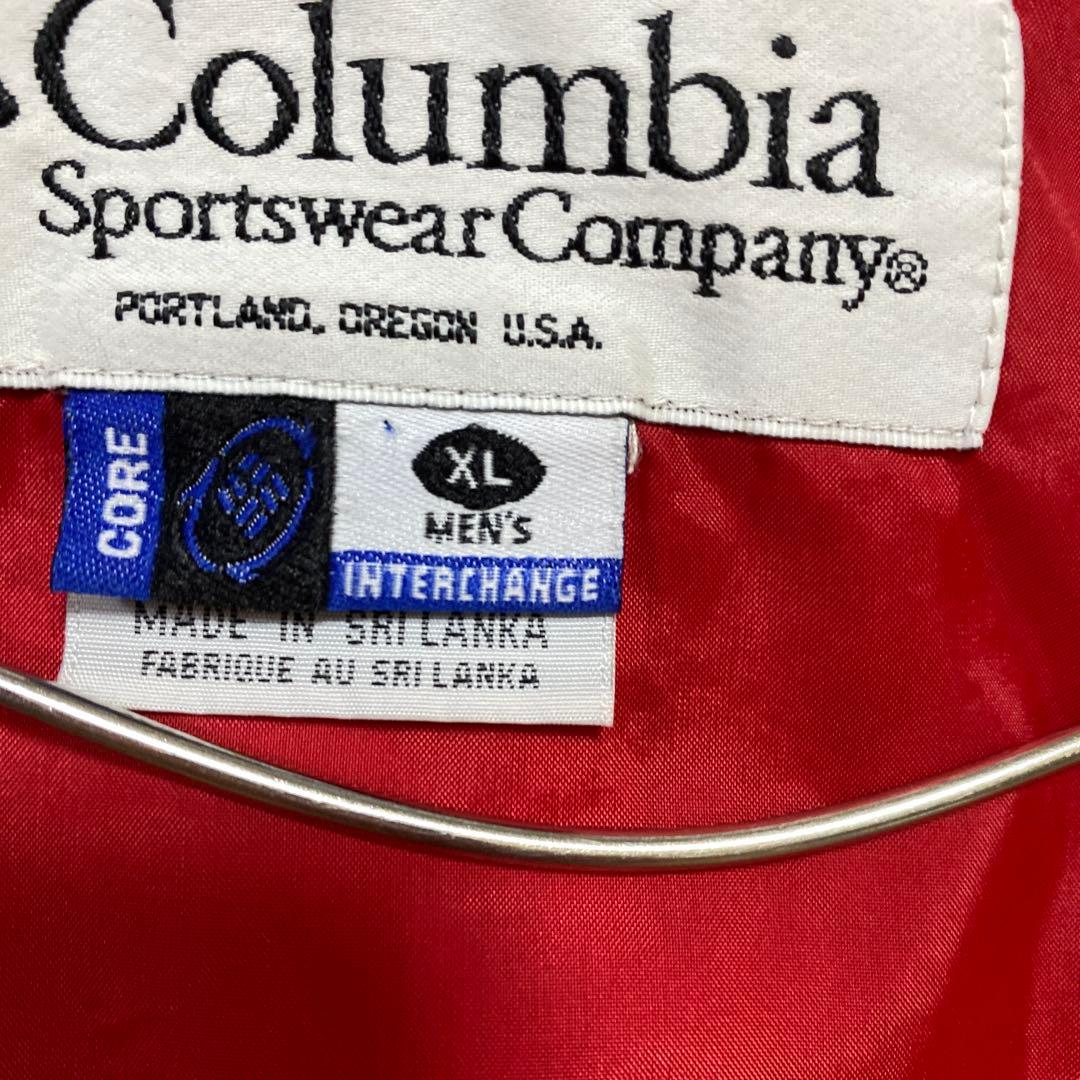 Columbia
Sportswear Company®
PORTLAND, OREGON U.S.A.
CORE
XL
MEN'S
INTERCHANGE
MADE IN SRI LANKA
FABRIQUE AU SRI LANKA